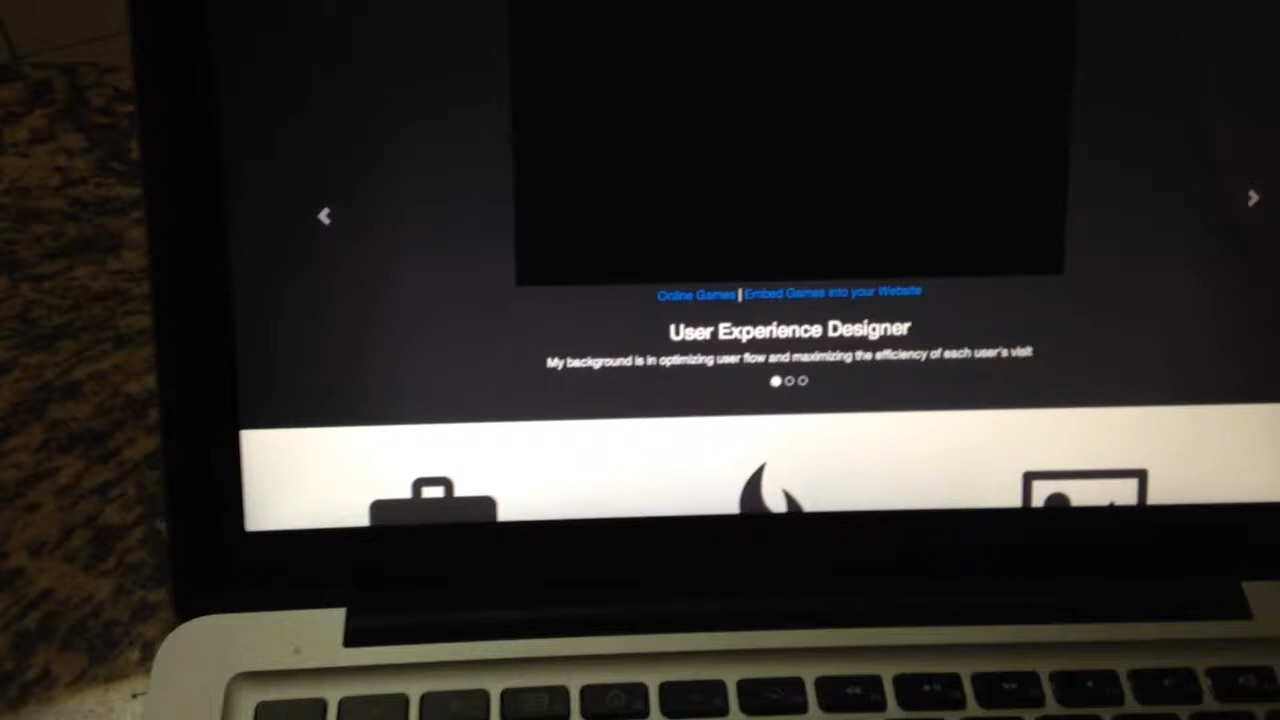 Online Games | Embed Games into your Website
User Experience Designer
My background is in optimizing user flow and maximizing the efficiency of each user's visit